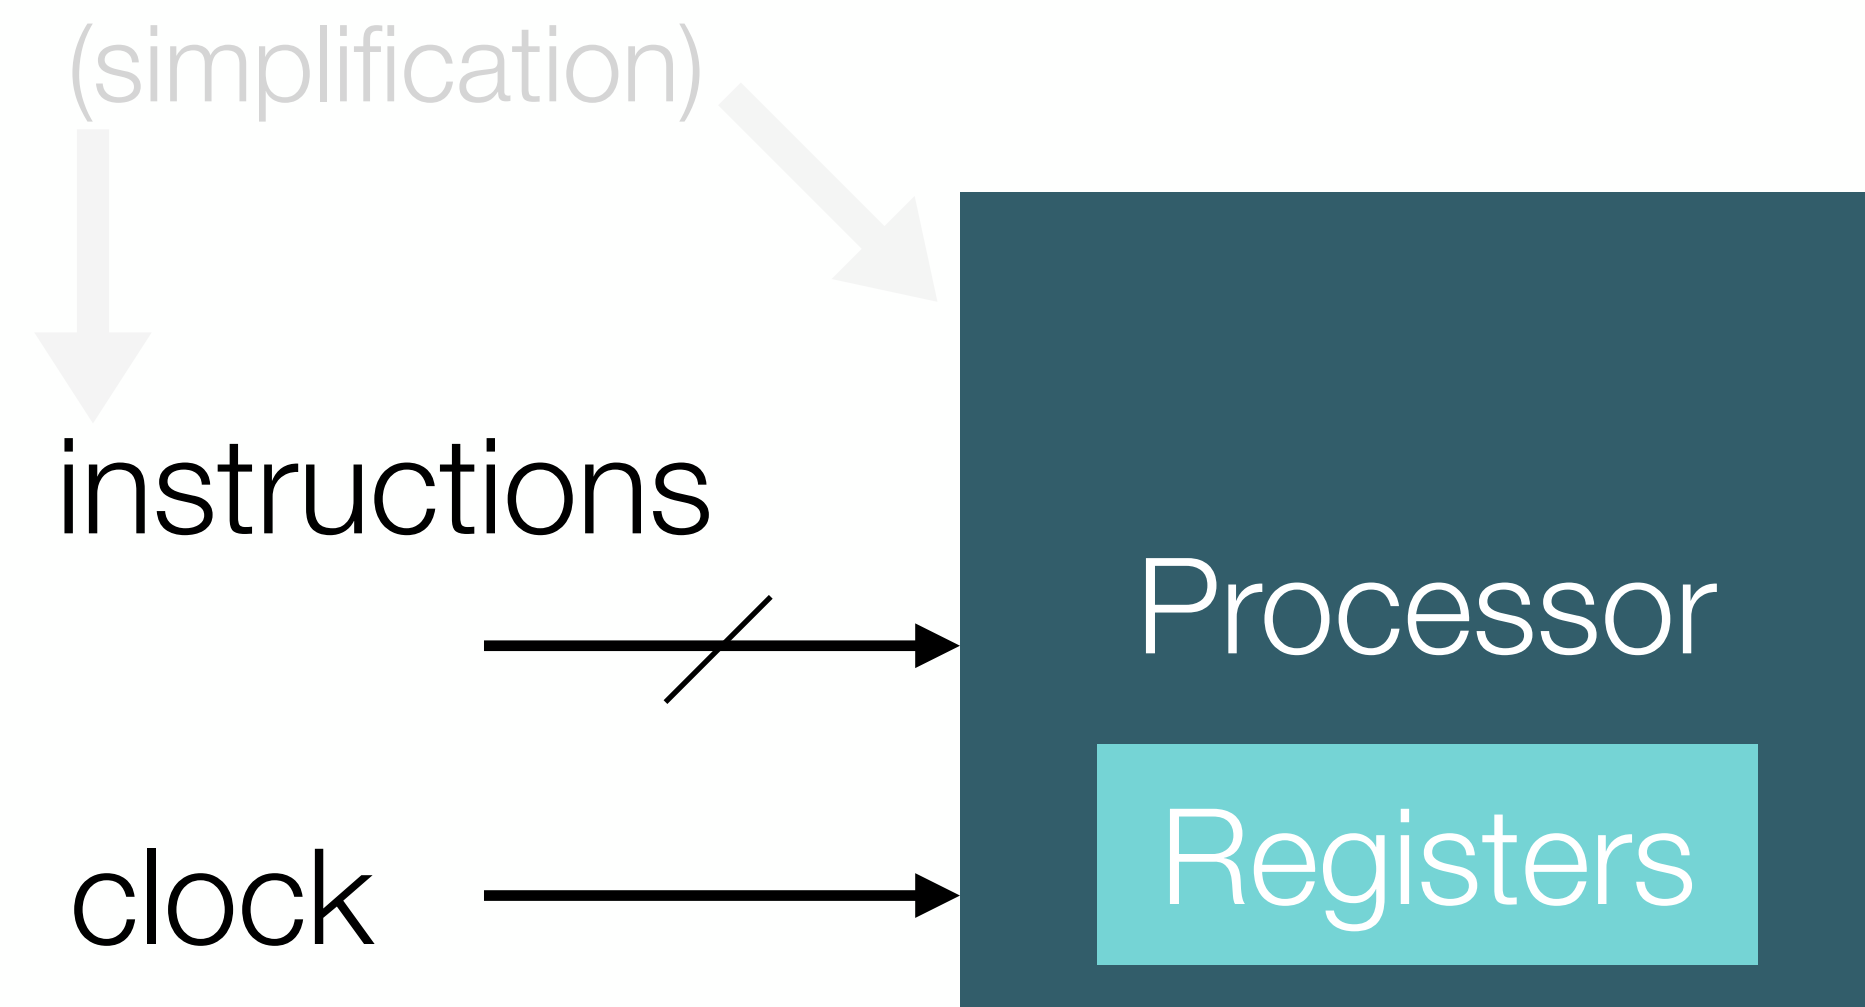 (simplification)
instructions
Processor
Registers
clock